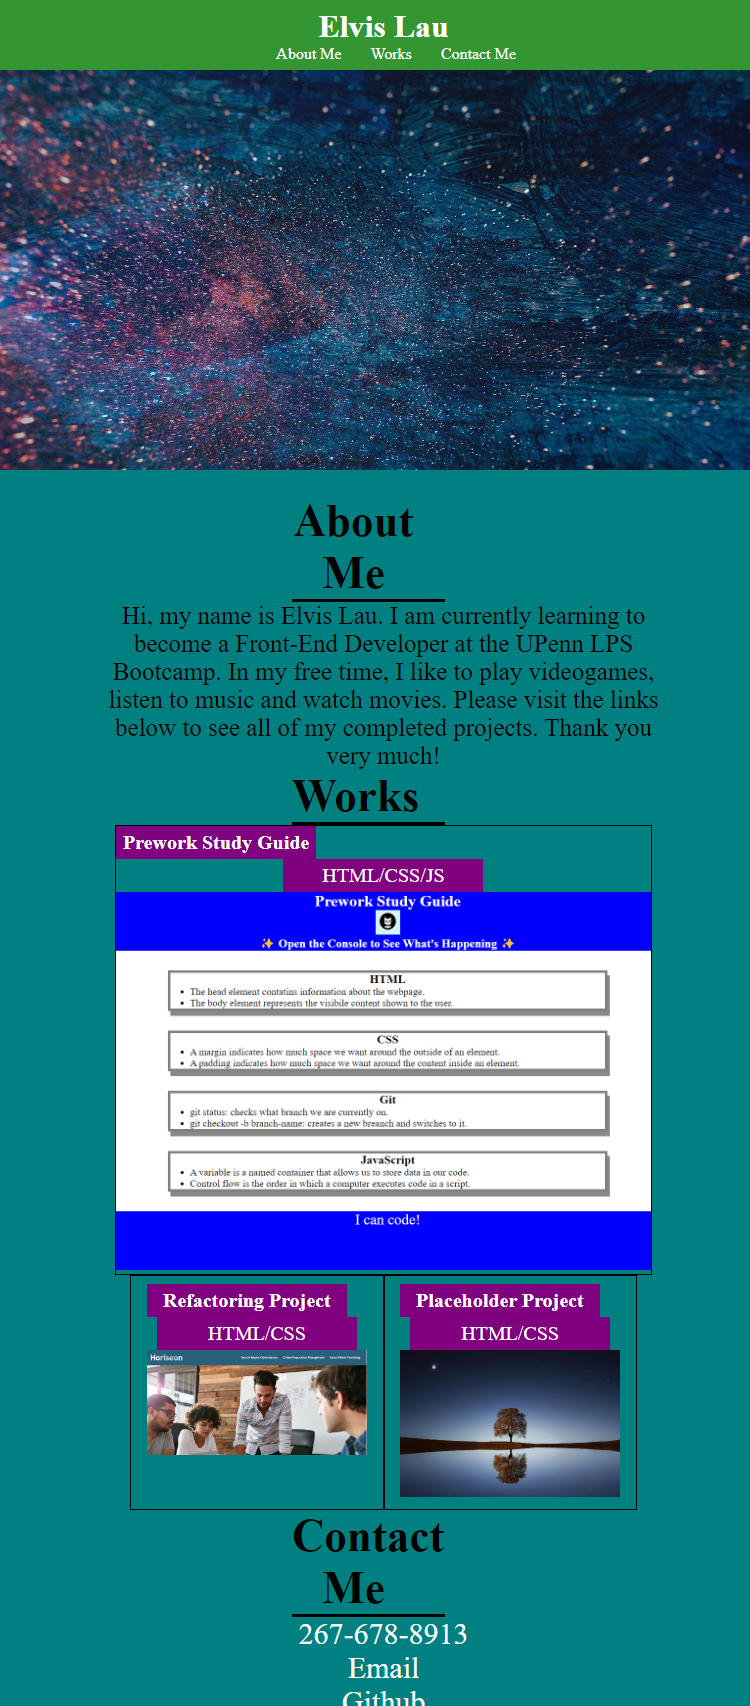 Elvis Lau
About Me Works Contact Me
About
Me
Hi, my name is Elvis Lau. I am currently learning to
become a Front-End Developer at the UPenn LPS
Bootcamp. In my free time, I like to play videogames,
listen to music and watch movies. Please visit the links
below to see all of my completed projects. Thank you
very much!
Works
Prework Study Guide
HTML/CSS/JS
Prework Study Guide
✨ Open the Console to See What's Happening ✨
HTML
• The head element contatins information about the webpage.
• The body element represents the visibile content shown to the user.
CSS
• A margin indicates how much space we want around the outside of an element.
• A padding indicates how much space we want around the content inside an element.
Git
• git status: checks what branch we are currently on.
• git checkout -b branch-name: creates a new breanch and switches to it.
JavaScript
• A variable is a named container that allows us to store data in our code.
• Control flow is the order in which a computer executes code in a script.
I can code!
Refactoring Project
HTML/CSS
Horiseon
Placeholder Project
HTML/CSS
Contact
Me
267-678-8913
Email
Github